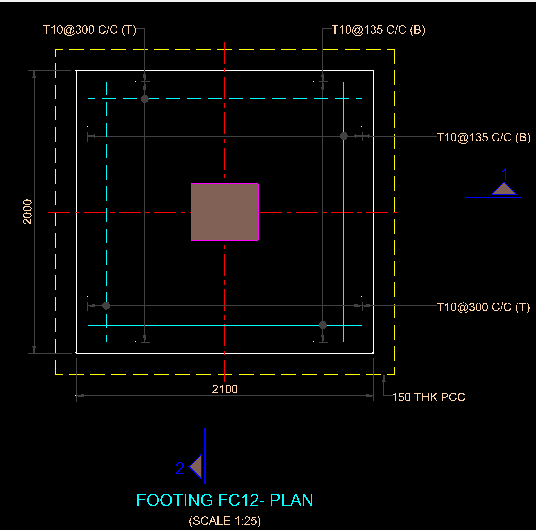 T10@300 C/C (T)
T10@135 C/C (B)
T10@135 C/C (B)
1
2000
T10@300 C/C (T)
2100
150 THK PCC
2
FOOTING FC12- PLAN
(SCALE 1:25)